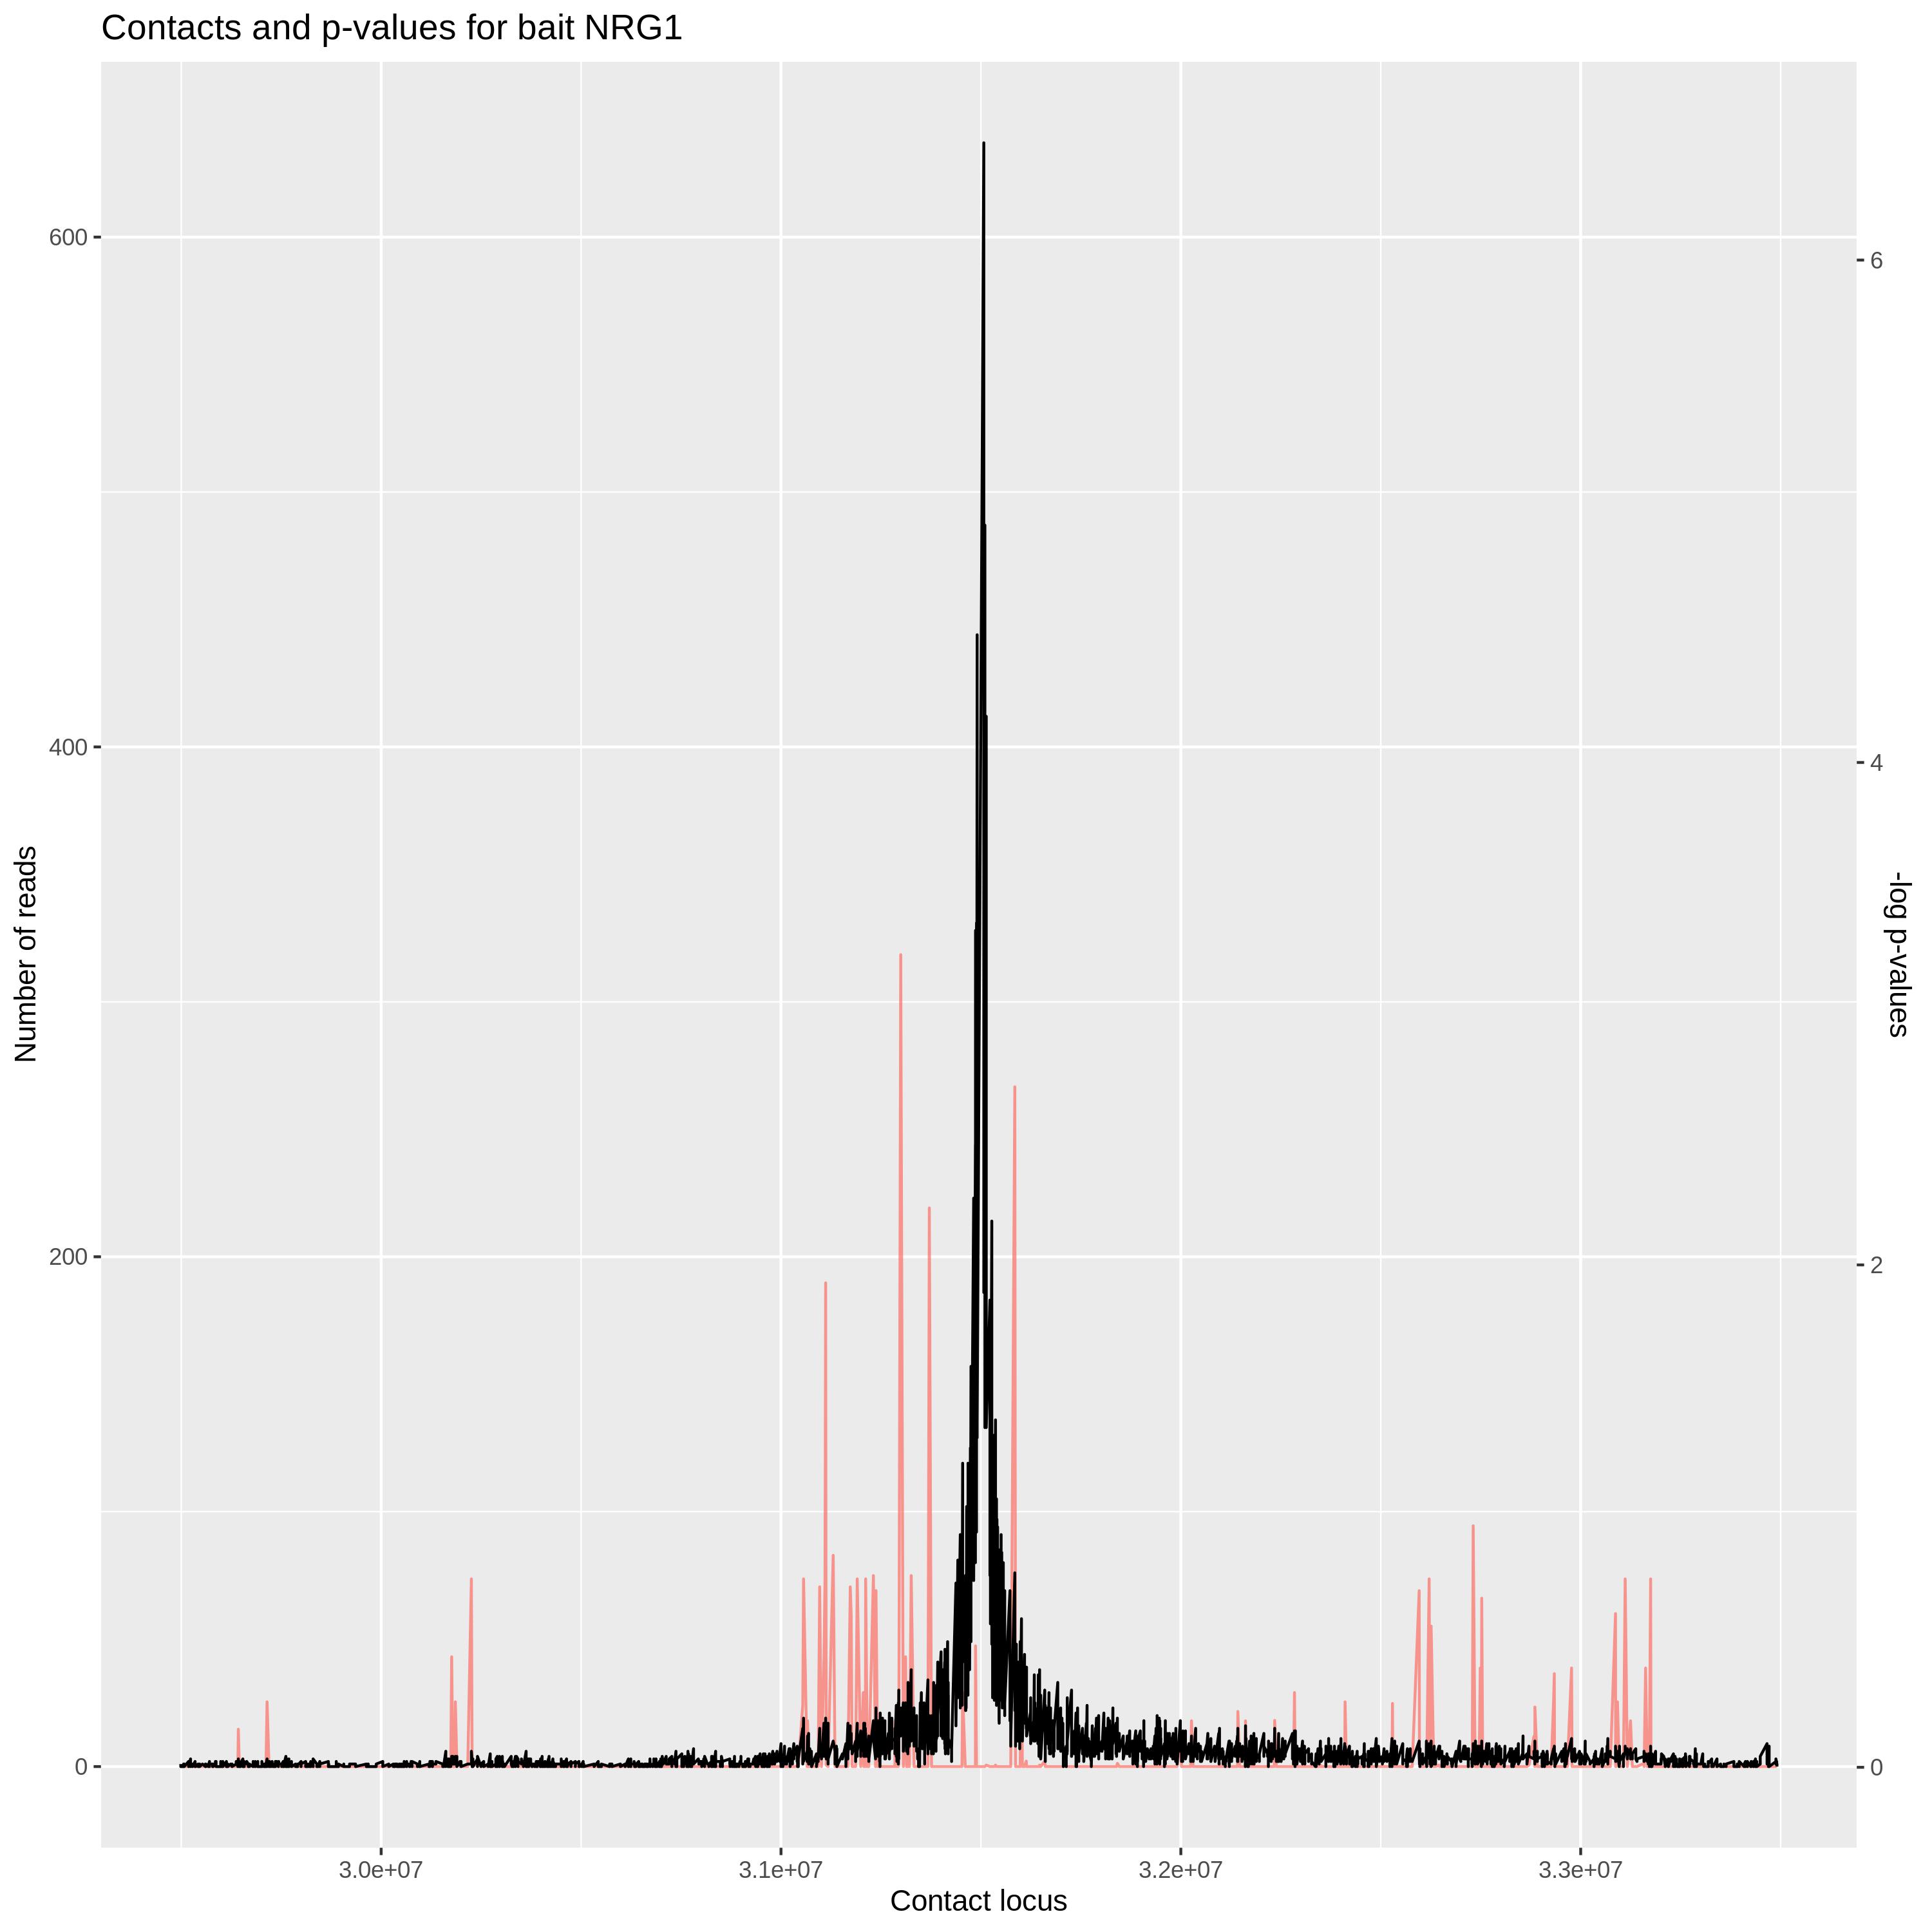 Contacts and p-values for bait NRG1
600
400
200
0
Number of reads
6
4
2
0
-log p-values
3.0e+07
3.1e+07
3.2e+07
3.3e+07
Contact locus